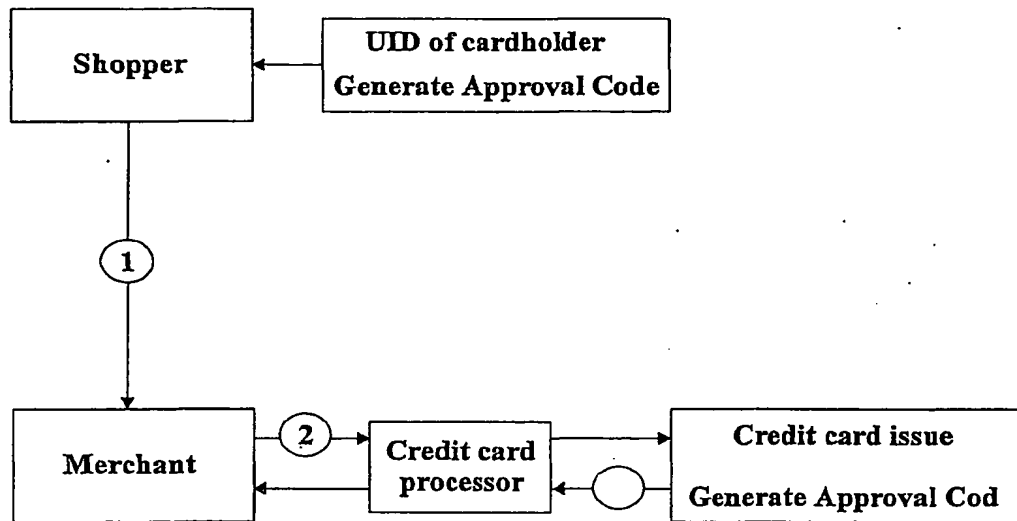 Shopper
UID of cardholder
Generate Approval Code
1
Merchant
2
Credit card
processor
Credit card issue
Generate Approval Cod